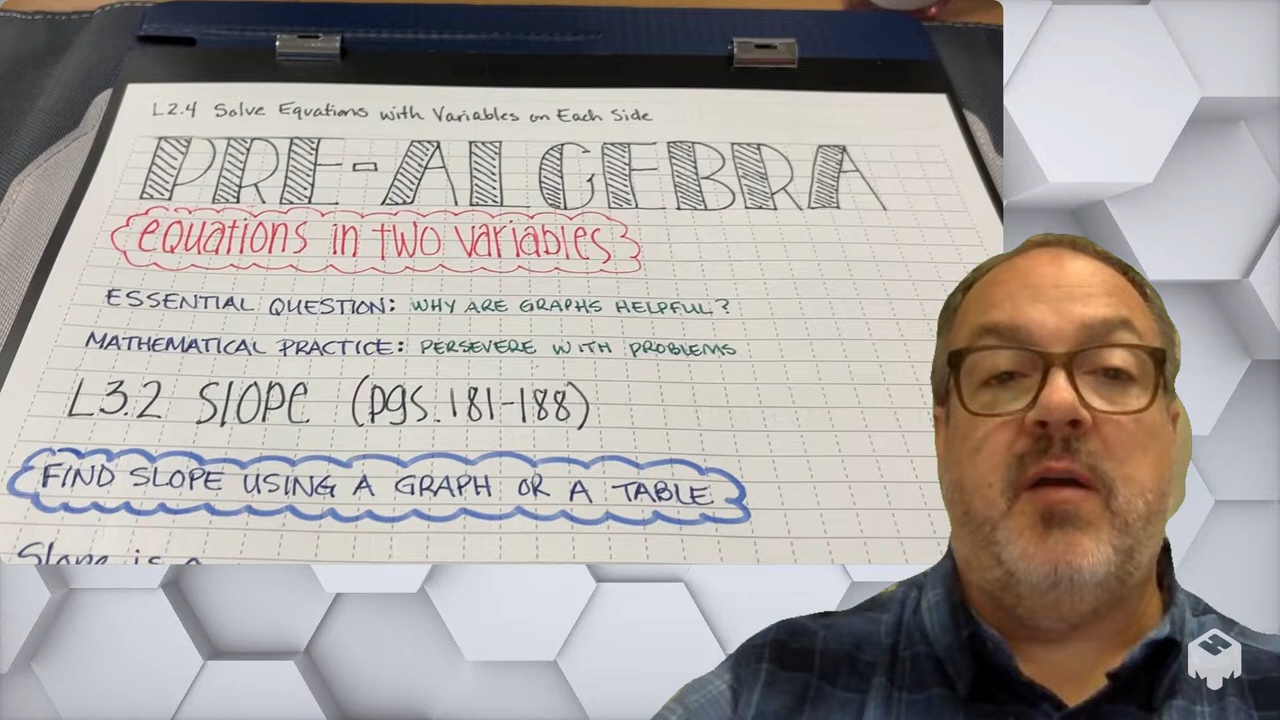 L2.4 Solve Equations with Variables on Each Side
PRE-ALGEBRA
equations in two variables
ESSENTIAL QUESTION: WHY ARE GRAPHS HELPFUL?
MATHEMATICAL PRACTICE: PERSEVERE WITH PROBLEMS
L3.2 SLOPE (pgs. 181-188)
FIND SLOPE USING A GRAPH OR A TABLE
Slope is a